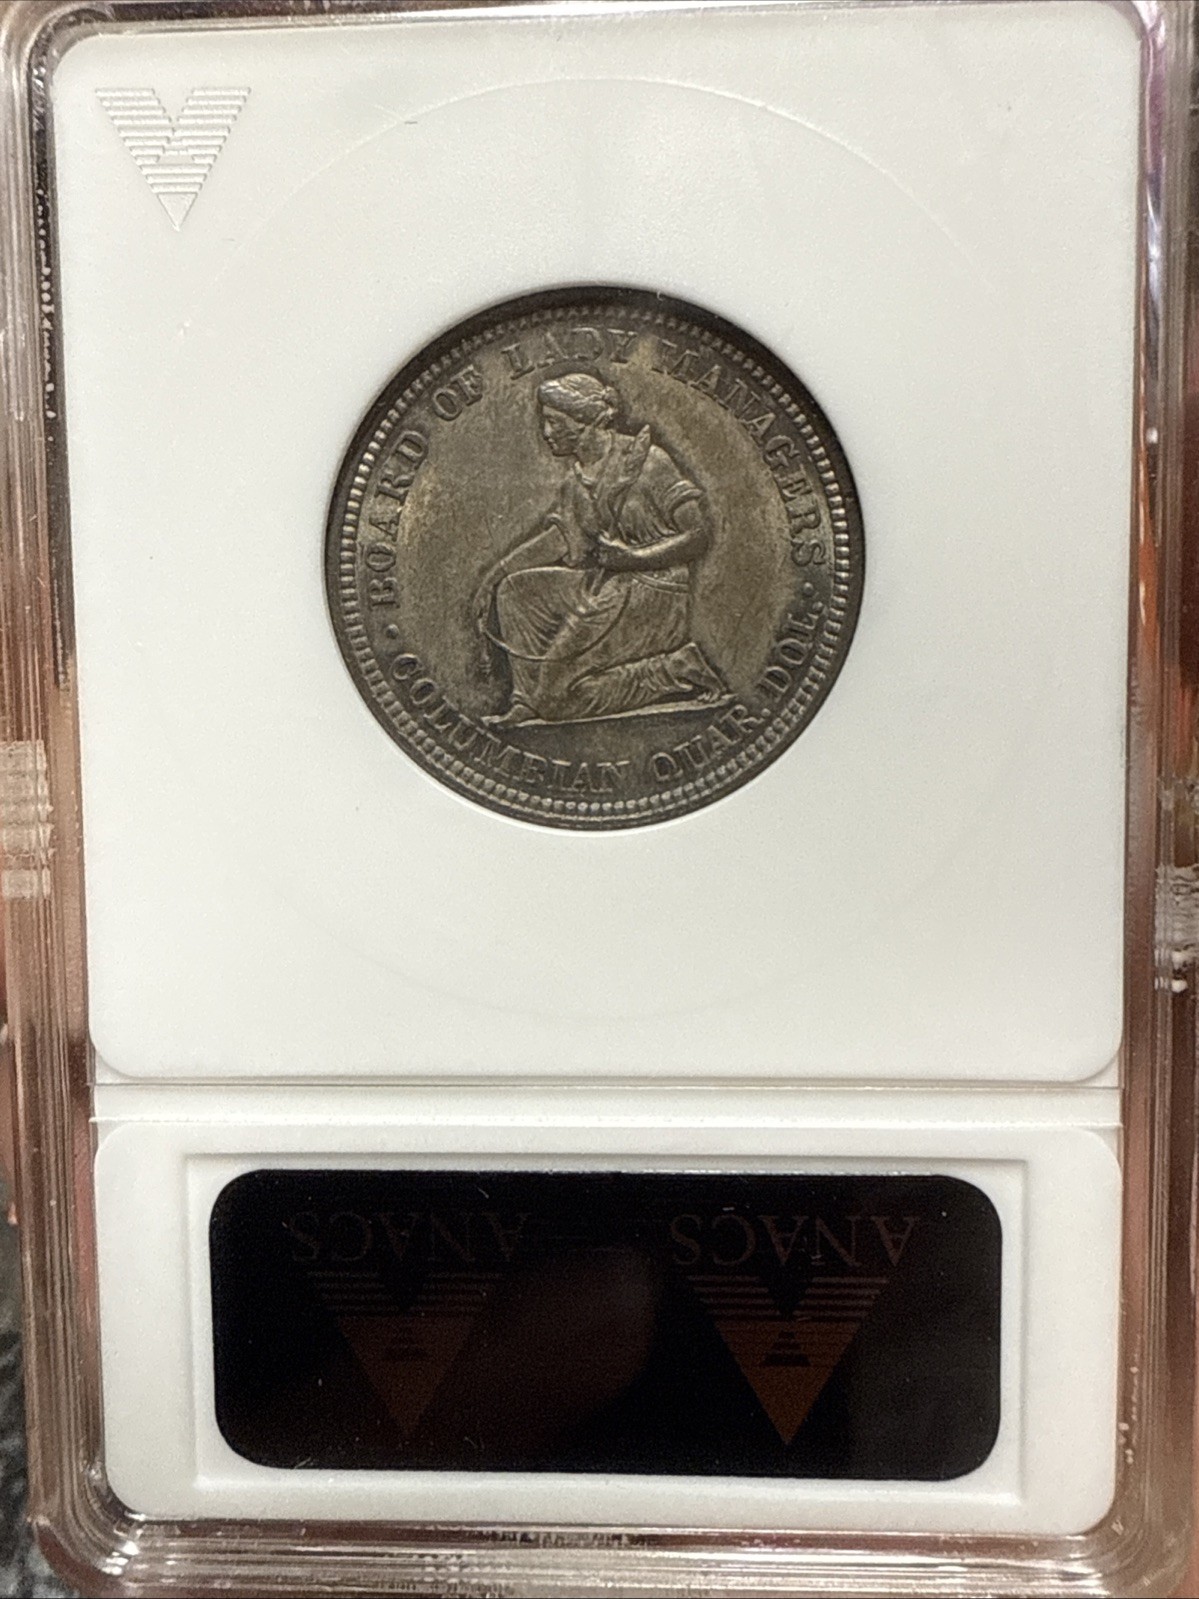 BOARD OF LADY MANAGERS
COLUMBIAN QUAR. DOL.
ANACS ANACS